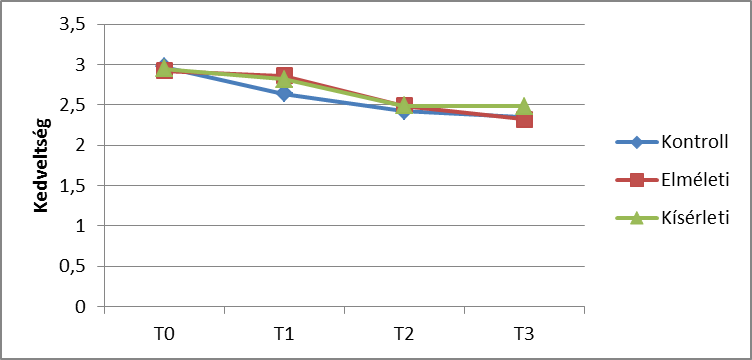 3,5
3
2,5
2
1,5
1
0,5
0
Kedveltség
T0 T1 T2 T3
Kontroll
Elméleti
Kísérleti